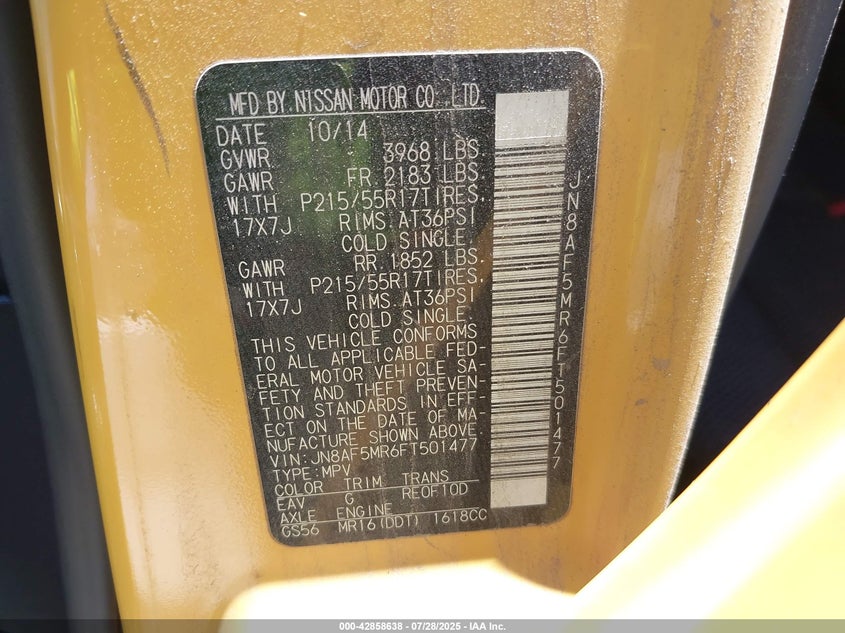 MFD BY NISSAN MOTOR CO., LTD.
DATE 10/14
GVWR 3968 LBS.
GAWR FR 2183 LBS.
WITH P215/55R17TIRES.
17X7J RIMS.AT36PSI
COLD SINGLE.
GAWR RR. 1852 LBS.
WITH P215/55R17TIRES.
17X7J RIMS.AT36PSI
COLD SINGLE.
THIS VEHICLE CONFORMS
TO ALL APPLICABLE FED-
ERAL MOTOR VEHICLE SA-
FETY AND THEFT PREVEN-
TION STANDARDS IN EFF-
ECT ON THE DATE OF MA-
NUFACTURE SHOWN ABOVE.
VIN:JN8AF5MR6FT501477
TYPE:MPV
COLOR TRIM TRANS
EAV G RE0F10D
AXLE ENGINE
GS56 MR16(DDT) 1618CC
JN8AF5MR6FT501477
000-42858638 - 07/28/2025 - IAA Inc.